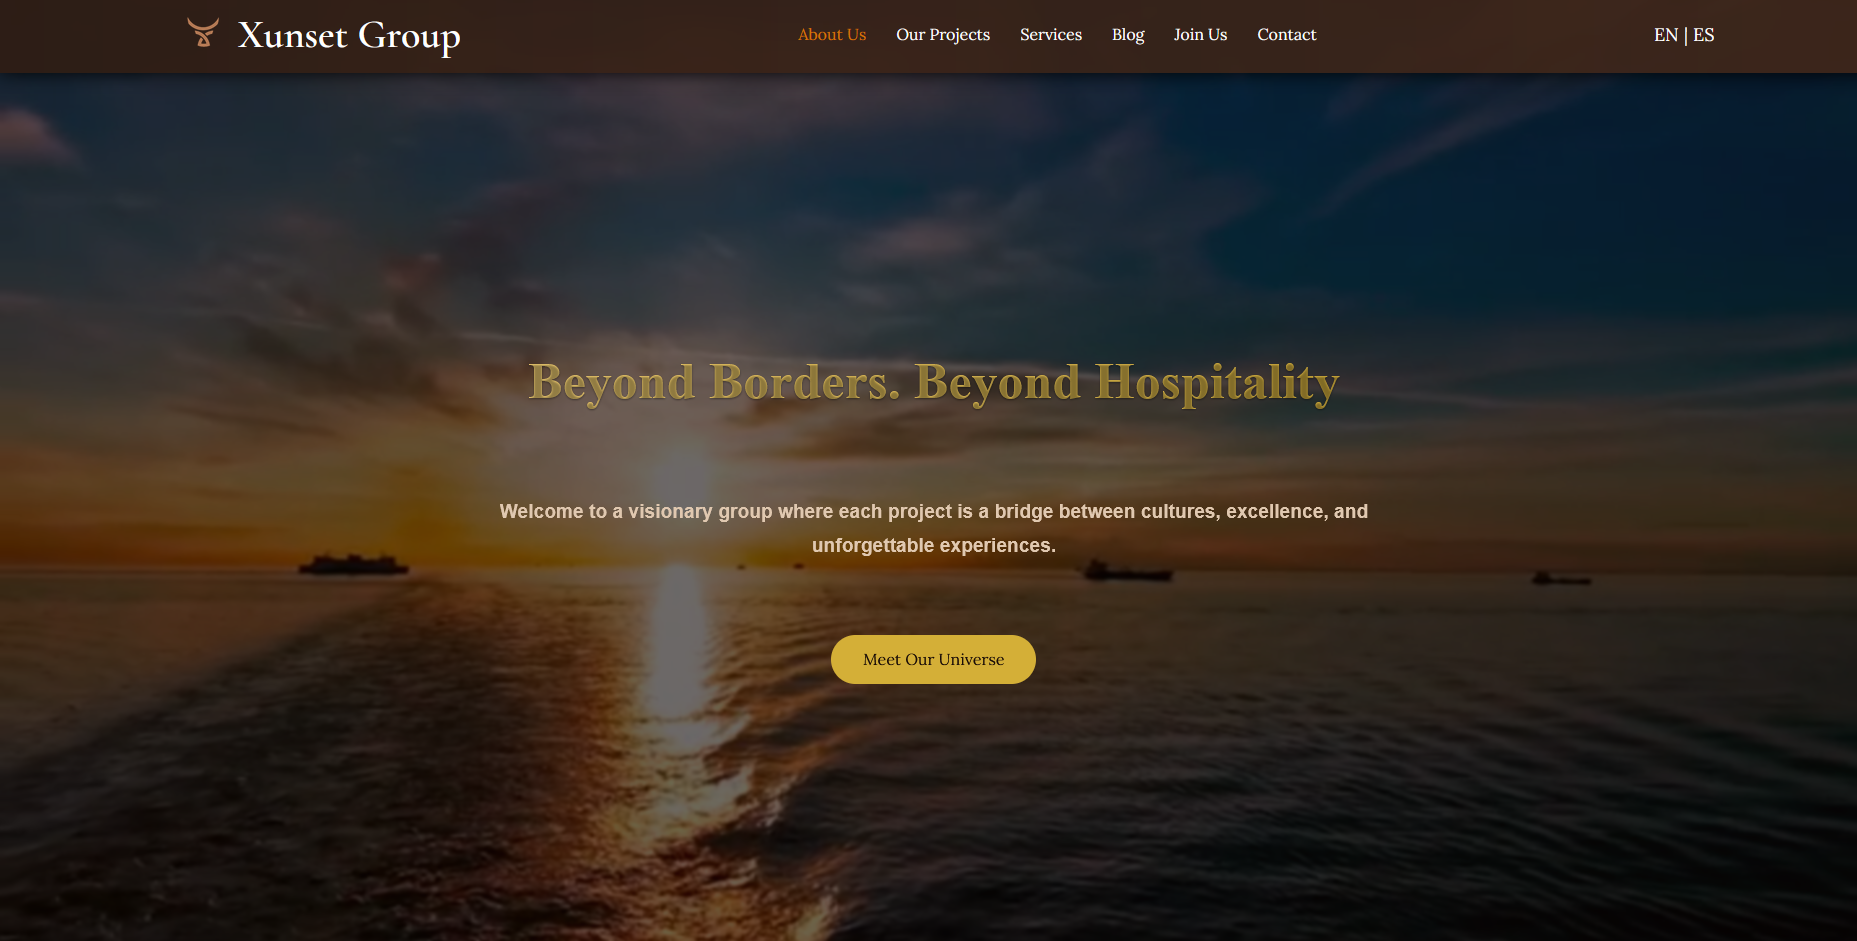 Xunset Group
About Us
Our Projects
Services
Blog
Join Us
Contact
EN | ES
Beyond Borders. Beyond Hospitality
Welcome to a visionary group where each project is a bridge between cultures, excellence, and
unforgettable experiences.
Meet Our Universe